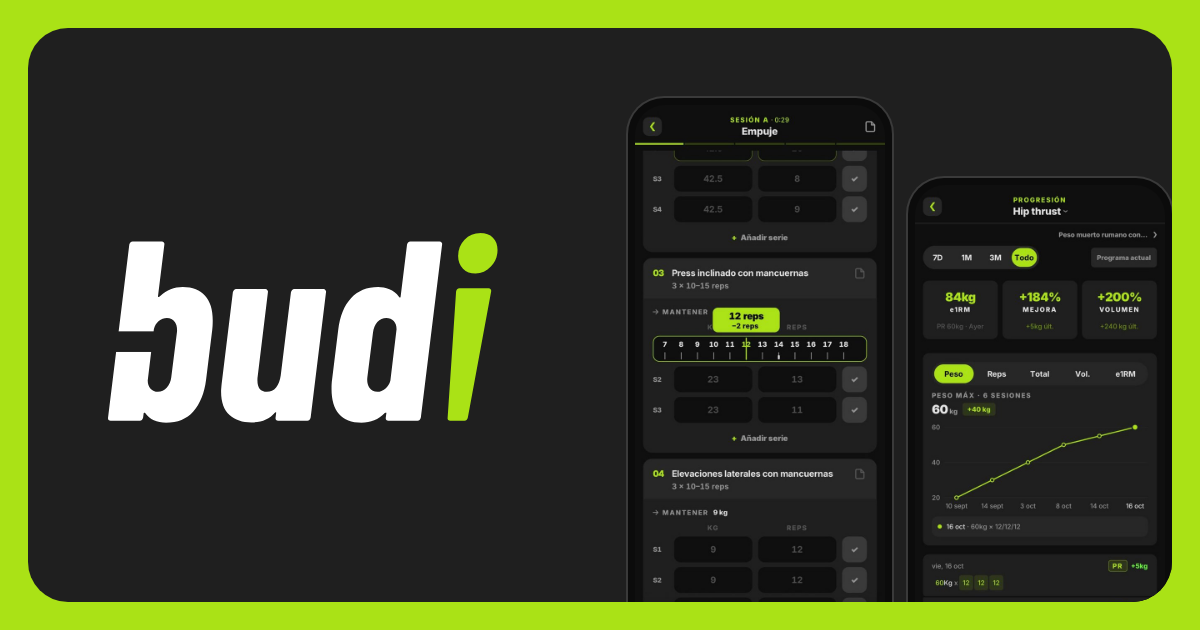 budi
SESIÓN A · 0:29
Empuje
S3 42.5 8
S4 42.5 9
+ Añadir serie
03 Press inclinado con mancuernas
3 × 10–15 reps
→ MANTENER
12 reps
−2 reps
REPS
7 8 9 10 11 12 13 14 15 16 17 18
S2 23 13
S3 23 11
+ Añadir serie
04 Elevaciones laterales con mancuernas
3 × 10–15 reps
→ MANTENER 9 kg
KG REPS
S1 9 12
S2 9 12
PROGRESIÓN
Hip thrust
Peso muerto rumano con...
7D 1M 3M Todo
Programa actual
84kg +184% +200%
e1RM MEJORA VOLUMEN
PR 60kg · Ayer +5kg últ. +240 kg últ.
Peso Reps Total Vol. e1RM
PESO MÁX · 6 SESIONES
60 kg +40 kg
60
40
20
10 sept 14 sept 3 oct 8 oct 14 oct 16 oct
16 oct · 60kg × 12/12/12
vie, 16 oct PR +5kg
60Kg x 12 12 12